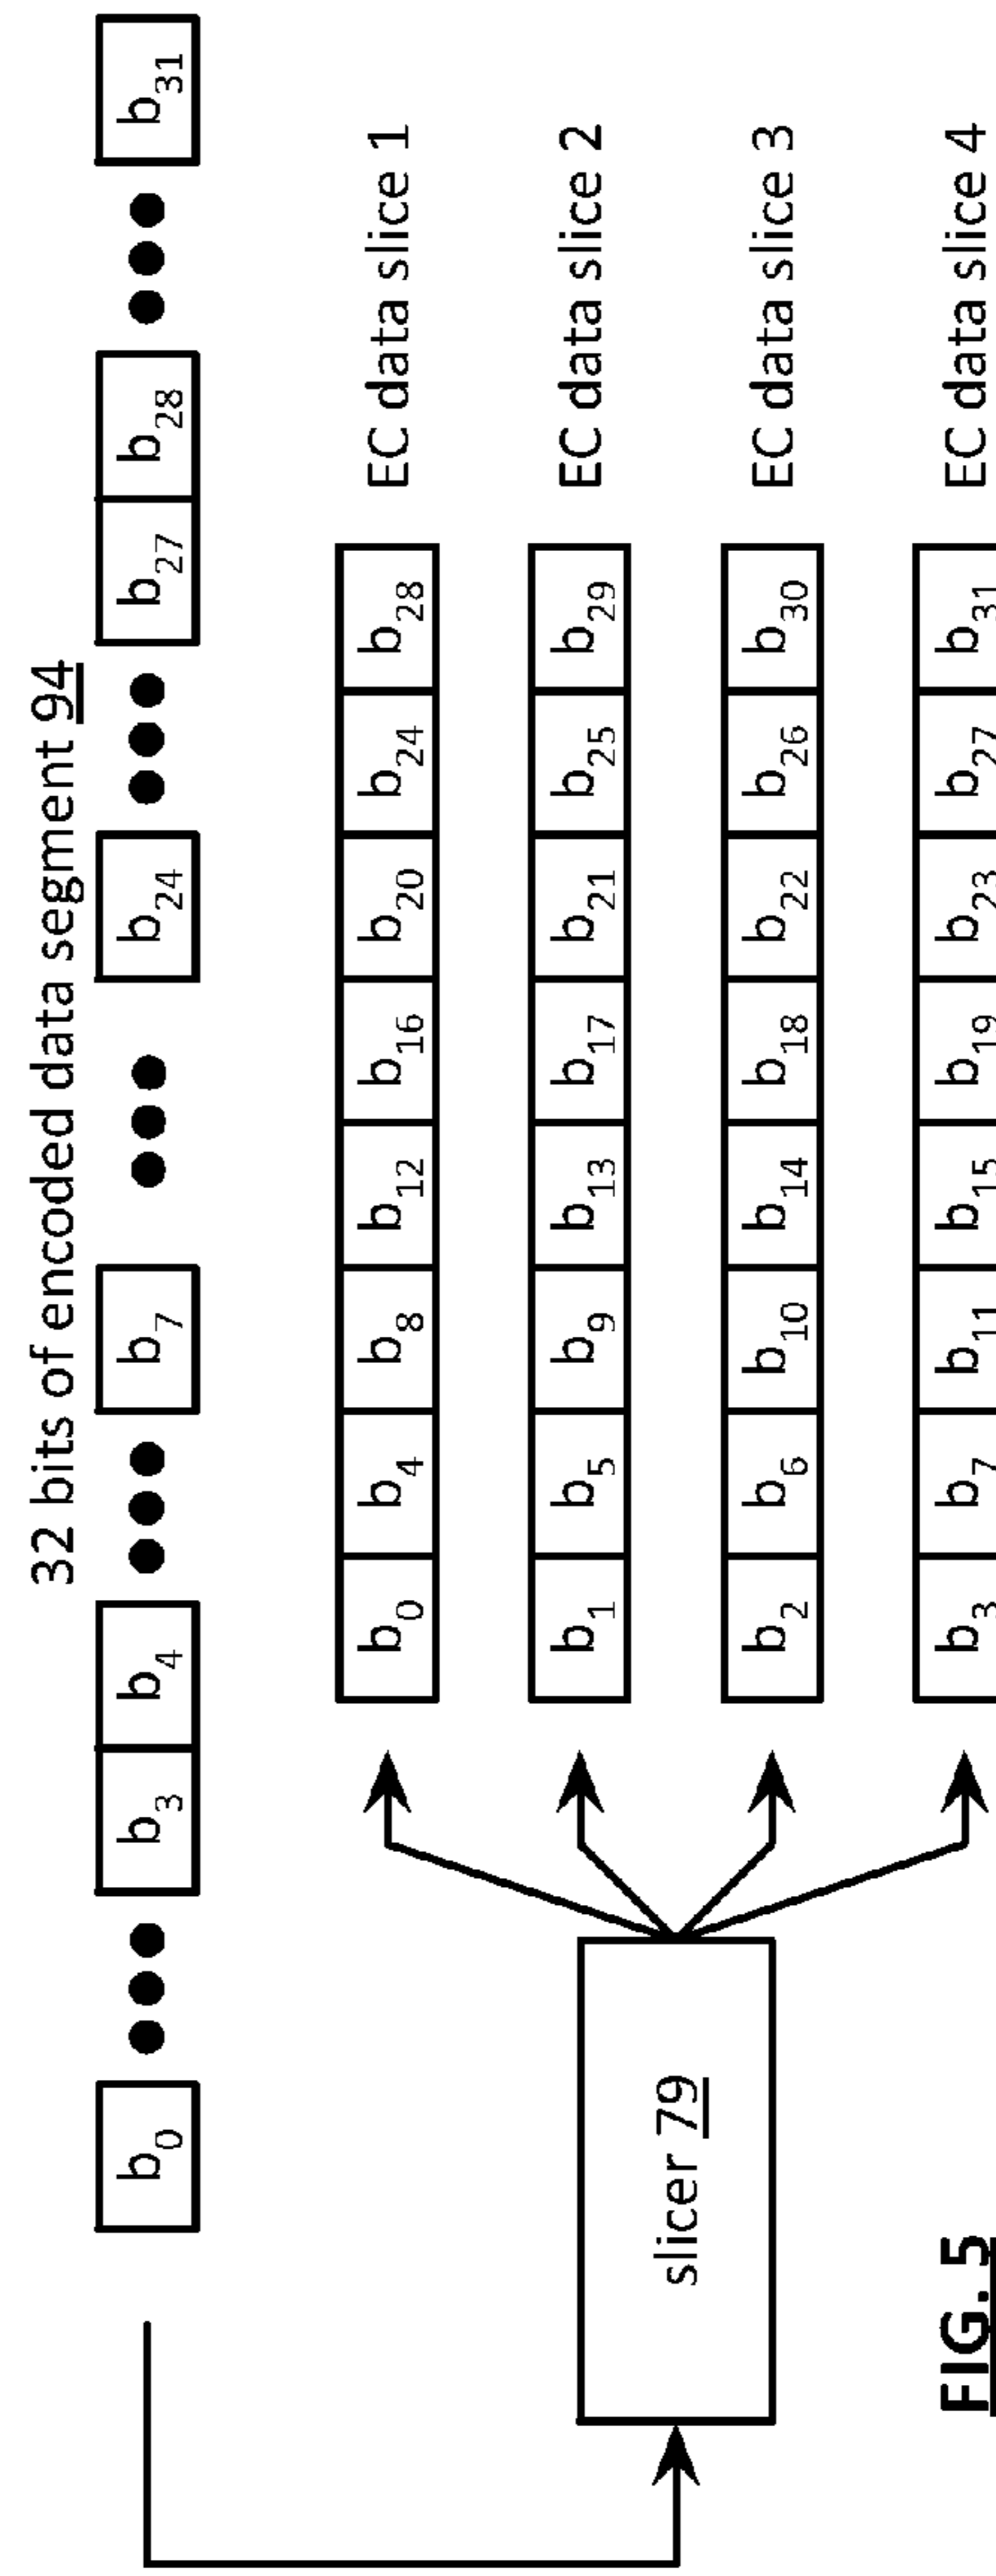 32 bits of encoded data segment 94
b0 ●●● b3 b4 ●●● b7 ●●● b24 ●●● b27 b28 ●●● b31
b0 b4 b8 b12 b16 b20 b24 b28 EC data slice 1
b1 b5 b9 b13 b17 b21 b25 b29 EC data slice 2
slicer 79
b2 b6 b10 b14 b18 b22 b26 b30 EC data slice 3
b3 b7 b11 b15 b19 b23 b27 b31 EC data slice 4
FIG. 5